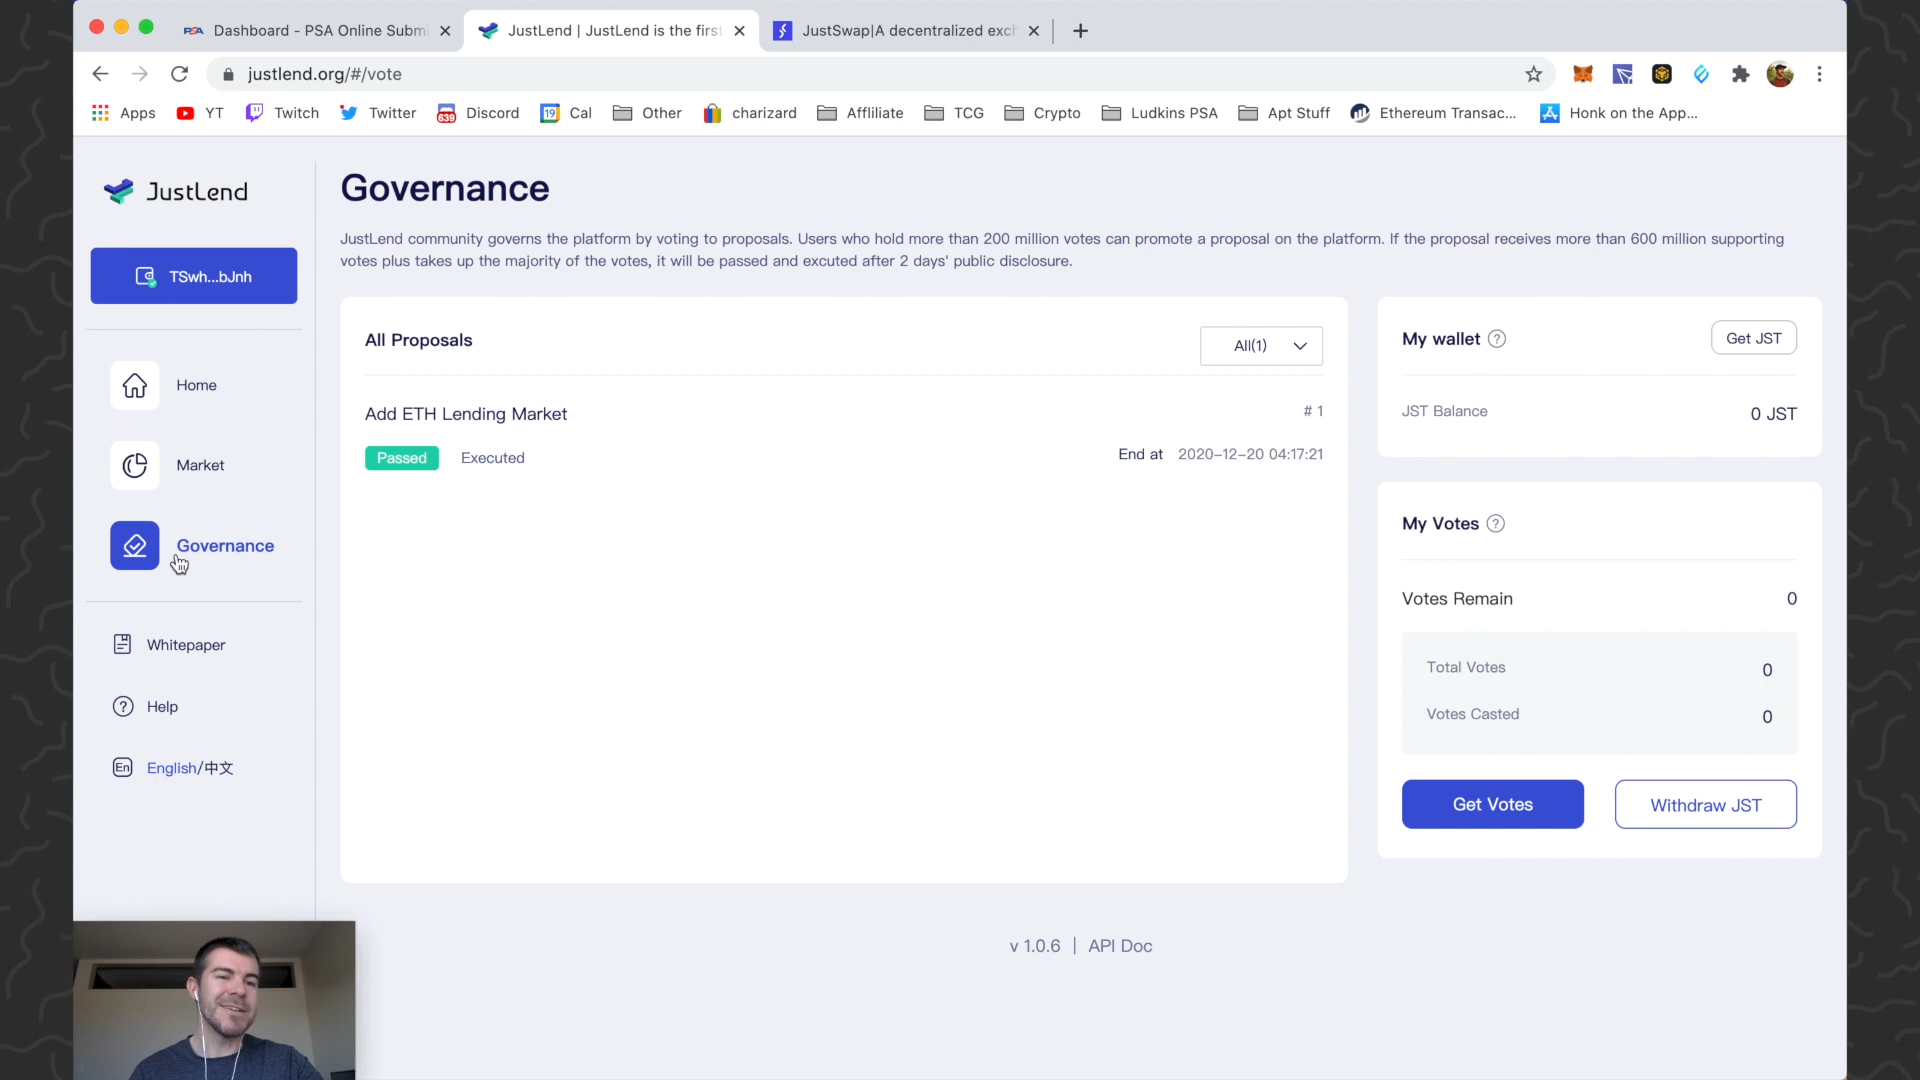 Dashboard - PSA Online Subm
JustLend | JustLend is the first
JustSwap|A decentralized exch
justlend.org/#/vote
Apps
YT
Twitch
Twitter
639
Discord
19
Cal
Other
charizard
Affliliate
TCG
Crypto
Ludkins PSA
Apt Stuff
Ethereum Transac...
Honk on the App...
JustLend
TSwh...bJnh
Home
Market
Governance
Whitepaper
Help
En
English/中文
Governance
JustLend community governs the platform by voting to proposals. Users who hold more than 200 million votes can promote a proposal on the platform. If the proposal receives more than 600 million supporting
votes plus takes up the majority of the votes, it will be passed and excuted after 2 days' public disclosure.
All Proposals
All(1)
Add ETH Lending Market
# 1
Passed
Executed
End at 2020-12-20 04:17:21
My wallet
Get JST
JST Balance
0 JST
My Votes
Votes Remain
0
Total Votes
0
Votes Casted
0
Get Votes
Withdraw JST
v 1.0.6 | API Doc